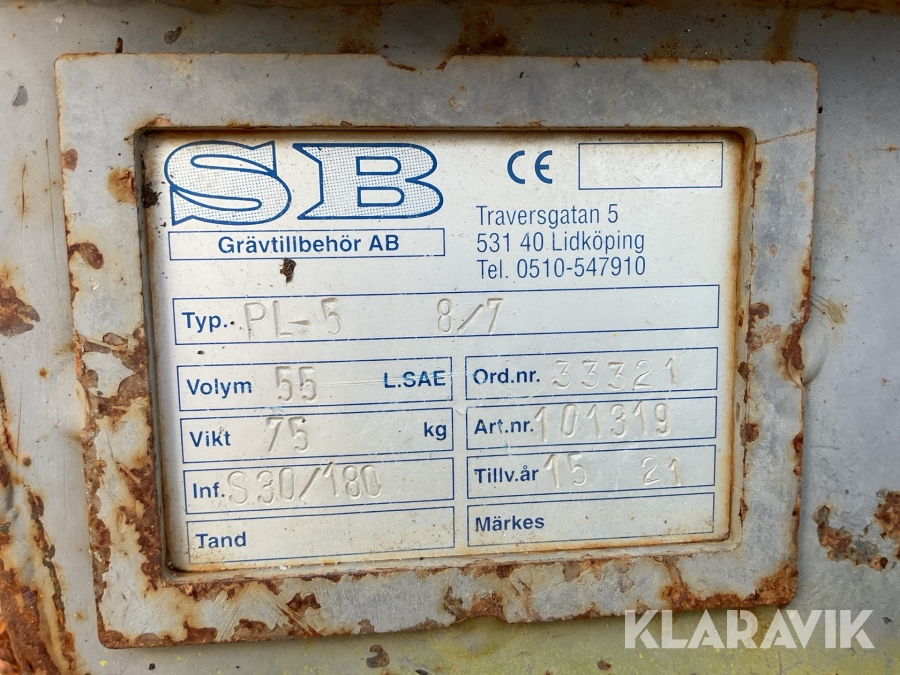 SB
Grävtillbehör AB
CE
Traversgatan 5
531 40 Lidköping
Tel. 0510-547910
Typ. PL-5 8/7
Volym 55 L.SAE
Ord.nr. 33321
Vikt 75 kg
Art.nr. 101319
Inf. S30/180
Tillv.år 15 21
Tand
Märkes
KLARAVIK